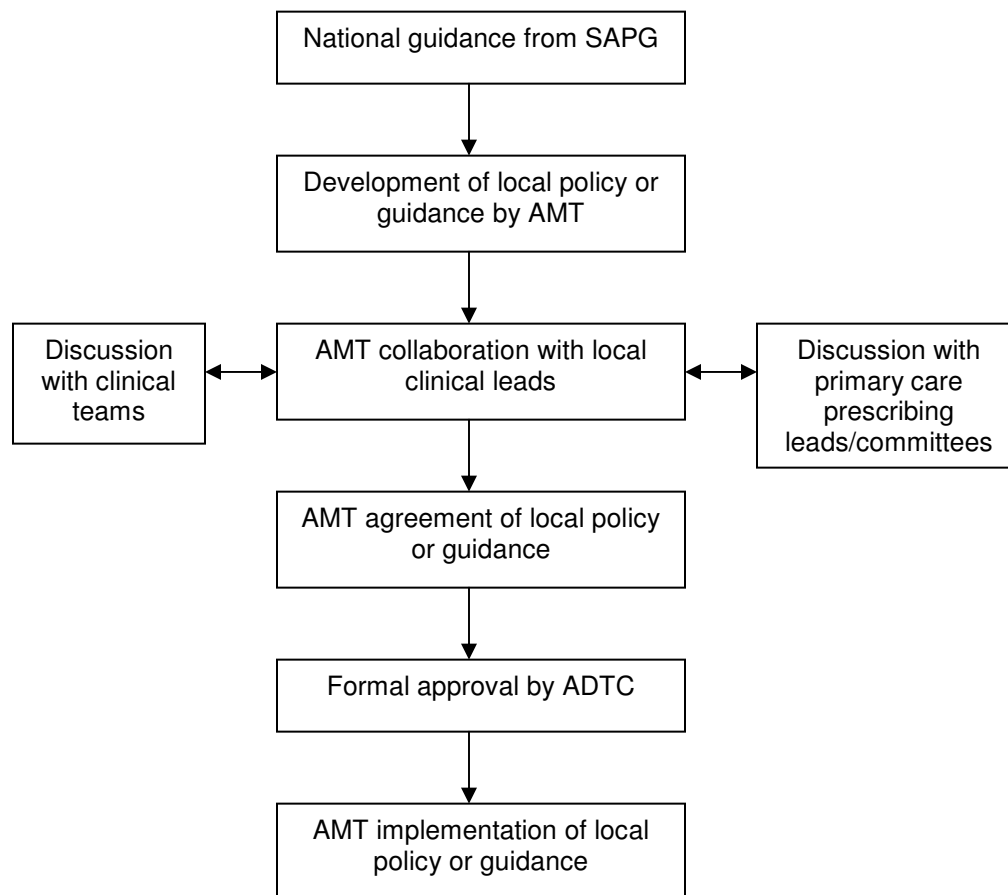 National guidance from SAPG
Development of local policy or
guidance by AMT
Discussion
with clinical
teams
AMT collaboration with local
clinical leads
Discussion with
primary care
prescribing
leads/committees
AMT agreement of local policy
or guidance
Formal approval by ADTC
AMT implementation of local
policy or guidance